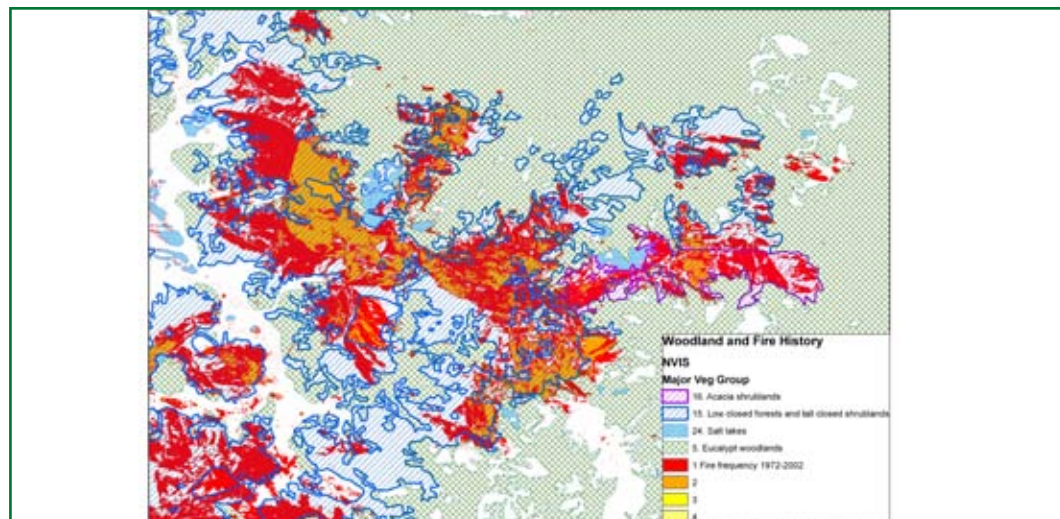 Woodland and Fire History
NVIS
Major Veg Group
16. Acacia shrublands
15. Low closed forests and tall closed shrublands
24. Salt lakes
5. Eucalypt woodlands
1 Fire frequency 1972-2002
2
3
4